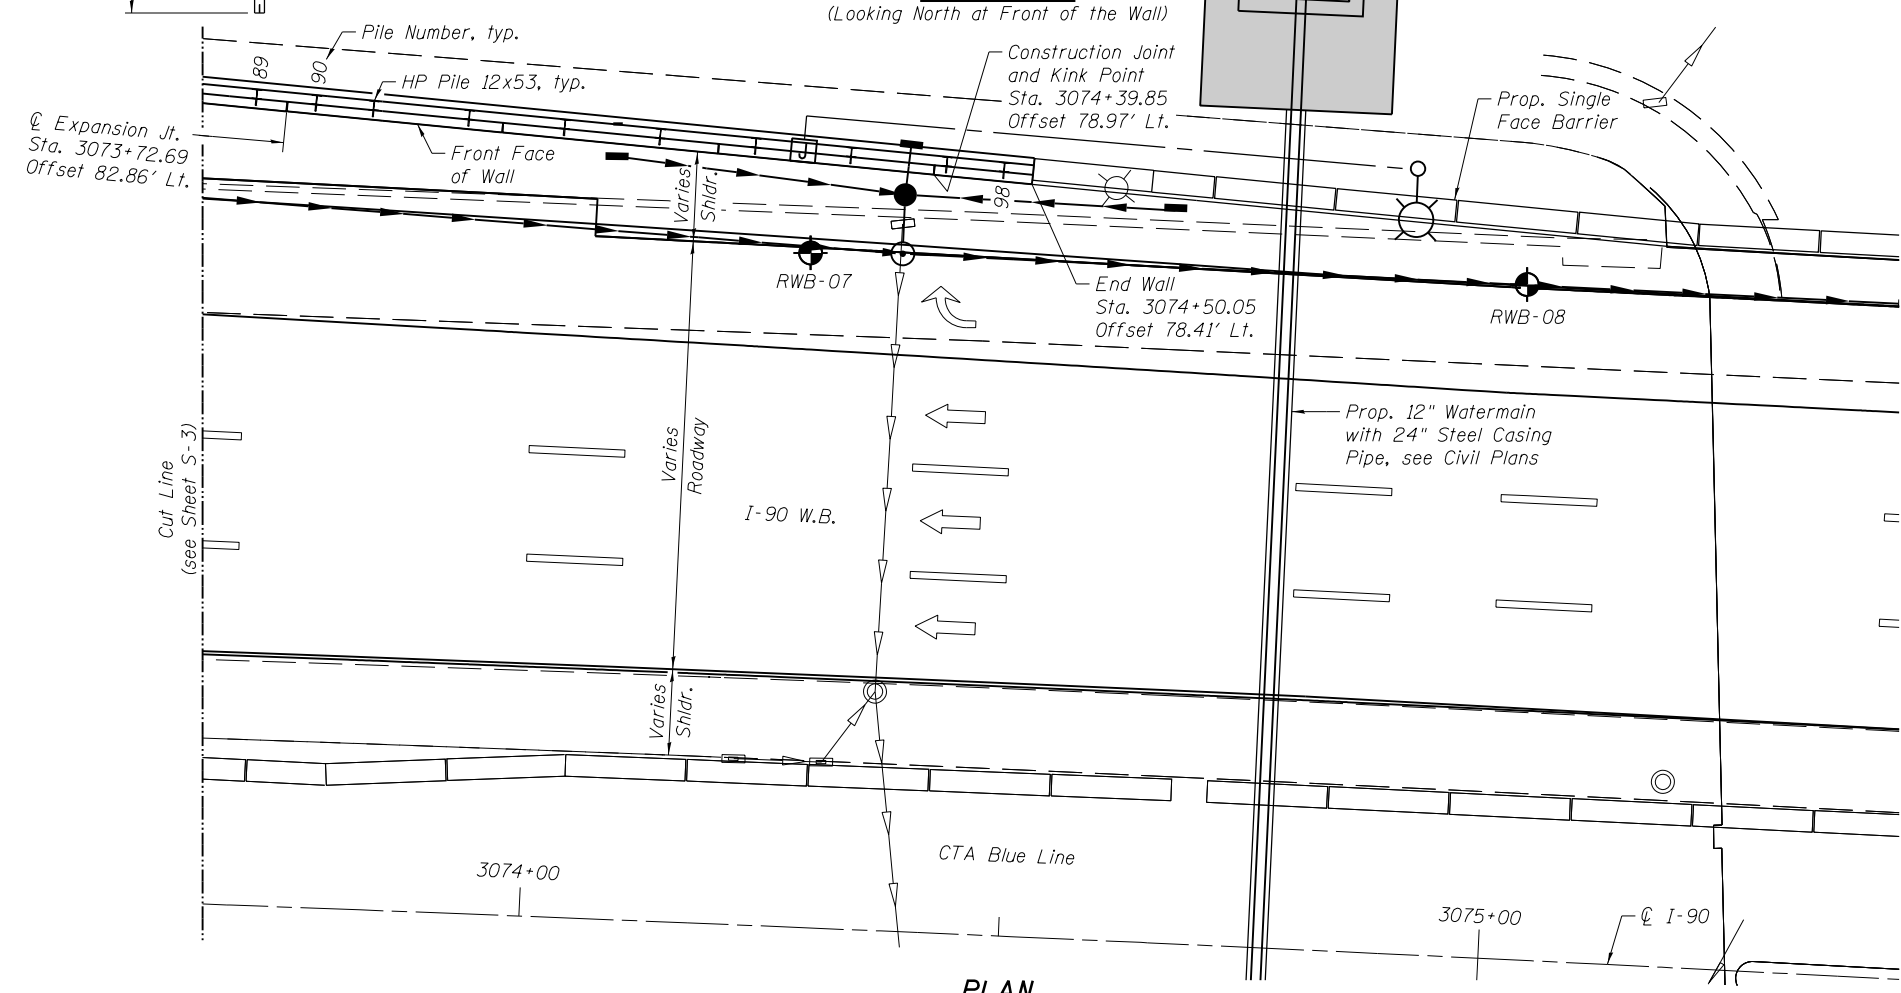 (Looking North at Front of the Wall)
Pile Number, typ.
89
90
HP Pile 12x53, typ.
Construction Joint
and Kink Point
Sta. 3074+39.85
Offset 78.97' Lt.
Prop. Single
Face Barrier
℄ Expansion Jt.
Sta. 3073+72.69
Offset 82.86' Lt.
Front Face
of Wall
J
Varies
Shldr.
98
RWB-07
End Wall
Sta. 3074+50.05
Offset 78.41' Lt.
RWB-08
Cut Line
(see Sheet S-3)
Varies
Roadway
I-90 W.B.
Prop. 12" Watermain
with 24" Steel Casing
Pipe, see Civil Plans
Varies
Shldr.
CTA Blue Line
3074+00
3075+00
℄ I-90
PLAN